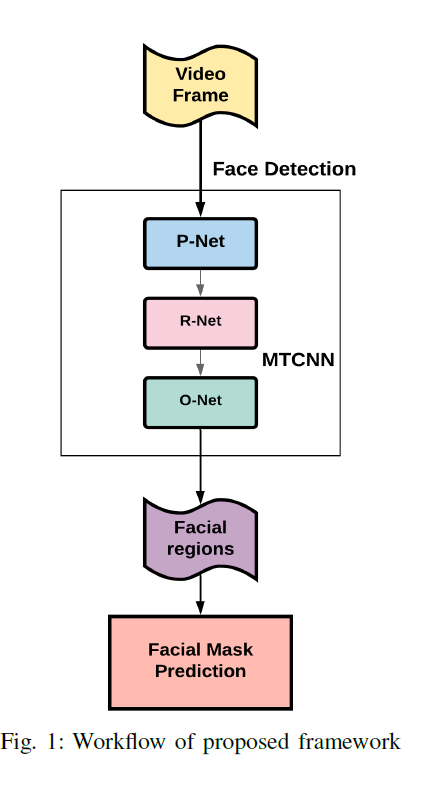 Video
Frame
Face Detection
P-Net
R-Net
MTCNN
O-Net
Facial
regions
Facial Mask
Prediction
Fig. 1: Workflow of proposed framework